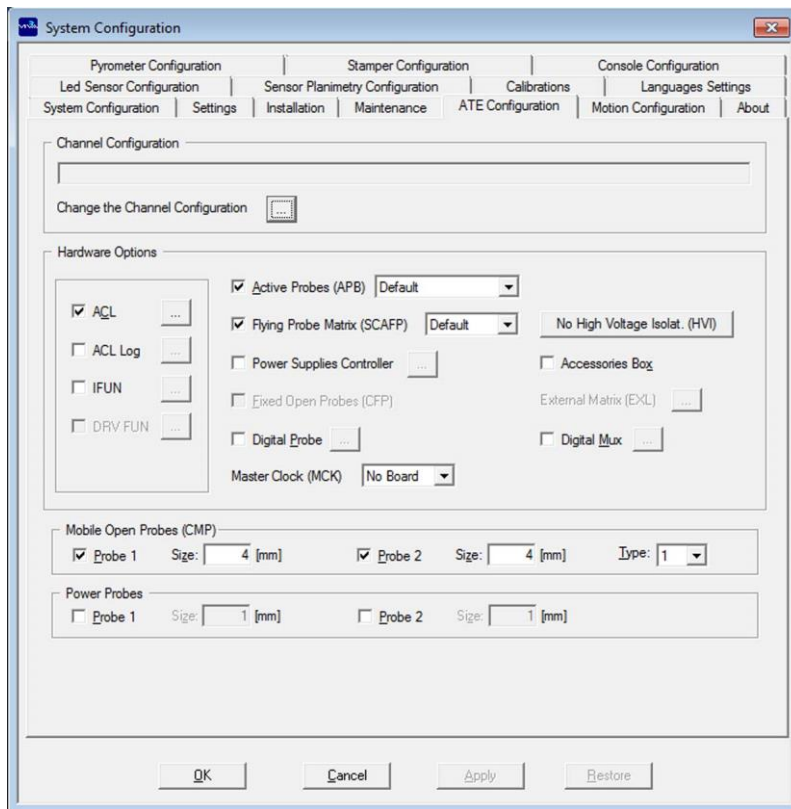 System Configuration
Pyrometer Configuration Stamper Configuration Console Configuration
Led Sensor Configuration Sensor Planimetry Configuration Calibrations Languages Settings
System Configuration Settings Installation Maintenance ATE Configuration Motion Configuration About
Channel Configuration
Change the Channel Configuration ...
Hardware Options
ACL ...
ACL Log ...
IFUN ...
DRV FUN ...
Active Probes (APB) Default
Flying Probe Matrix (SCAFP) Default No High Voltage Isolat. (HVI)
Power Supplies Controller ... Accessories Box
Fixed Open Probes (CFP) External Matrix (EXL) ...
Digital Probe ... Digital Mux ...
Master Clock (MCK) No Board
Mobile Open Probes (CMP)
Probe 1 Size: 4 [mm] Probe 2 Size: 4 [mm] Type: 1
Power Probes
Probe 1 Size: 1 [mm] Probe 2 Size: 1 [mm]
OK Cancel Apply Restore